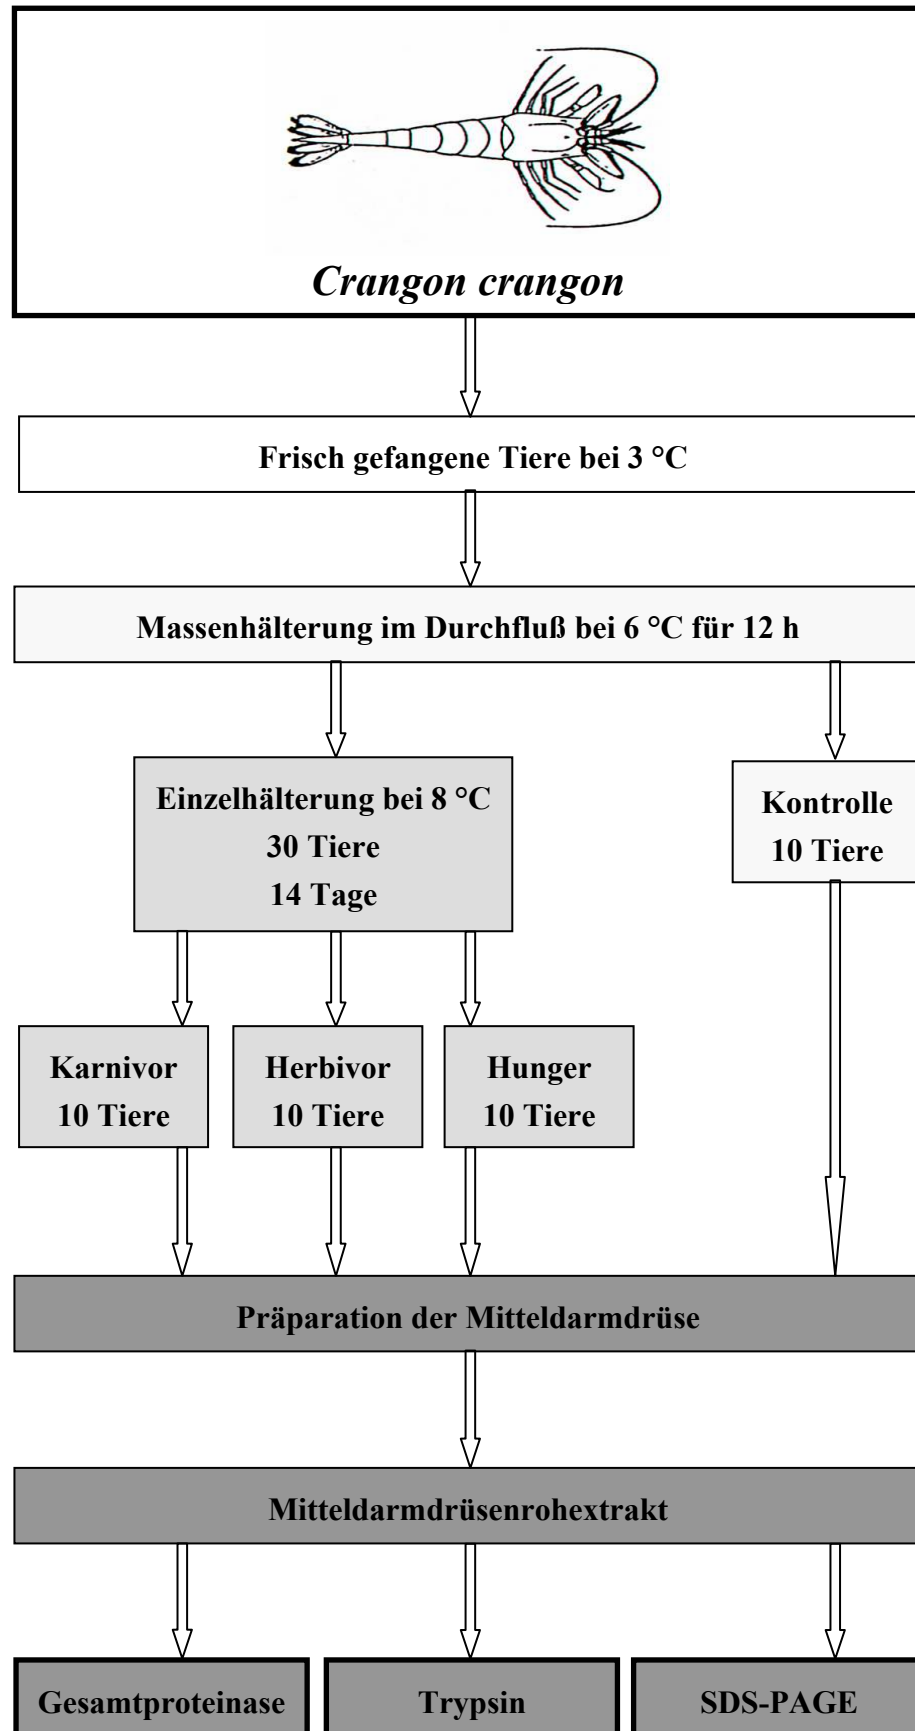 Crangon crangon
Frisch gefangene Tiere bei 3 °C
Massenhälterung im Durchfluß bei 6 °C für 12 h
Einzelhälterung bei 8 °C
30 Tiere
14 Tage
Kontrolle
10 Tiere
Karnivor
10 Tiere
Herbivor
10 Tiere
Hunger
10 Tiere
Präparation der Mitteldarmdrüse
Mitteldarmdrüsenrohextrakt
Gesamtproteinase
Trypsin
SDS-PAGE